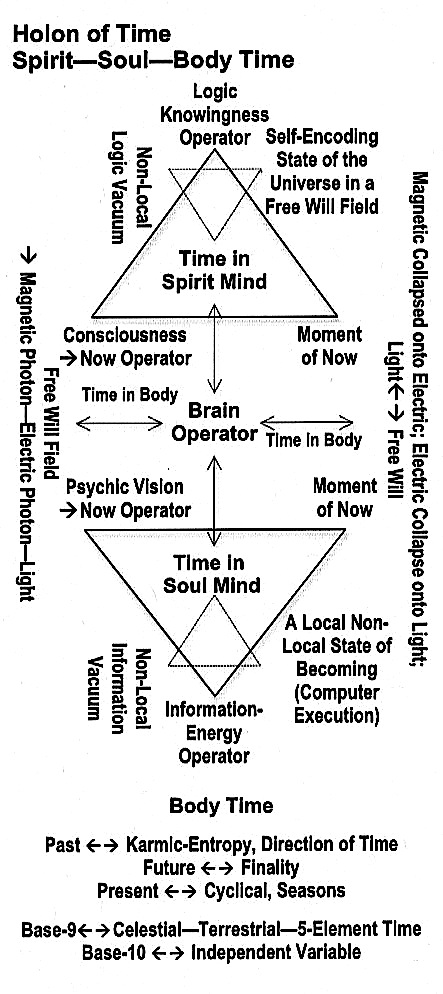 Holon of Time
Spirit—Soul—Body Time
Logic
Knowingness
Operator
Self-Encoding
State of the
Universe in a
Free Will Field
Non-Local
Logic Vacuum
Time in
Spirit Mind
Consciousness
→Now Operator
Moment
of Now
Time in Body
Brain
Operator
Time in Body
Free Will Field
→ Magnetic Photon—Electric Photon—Light
Magnetic Collapsed onto Electric; Electric Collapse onto Light;
Light←→ Free Will
Psychic Vision
→Now Operator
Moment
of Now
Time in
Soul Mind
Non-Local
Information
Vacuum
A Local Non-
Local State of
Becoming
(Computer
Execution)
Information-
Energy
Operator
Body Time
Past ←→ Karmic-Entropy, Direction of Time
Future ←→ Finality
Present ←→ Cyclical, Seasons
Base-9←→Celestial—Terrestrial—5-Element Time
Base-10 ←→ Independent Variable